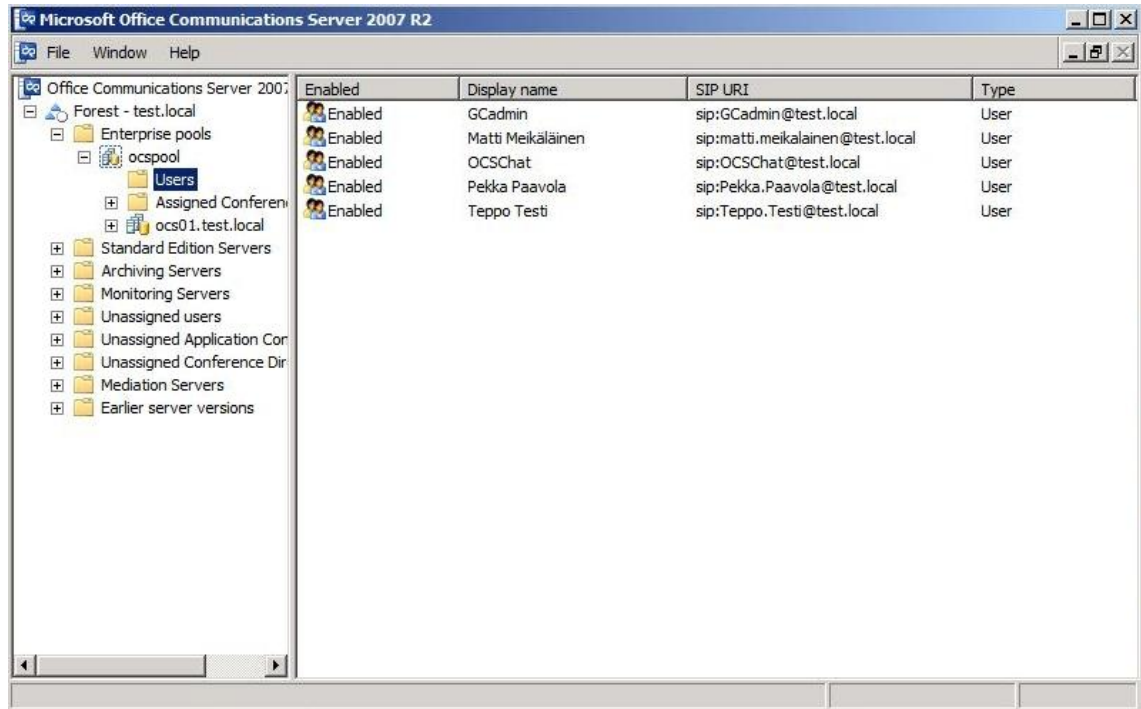 Microsoft Office Communications Server 2007 R2
File Window Help
Office Communications Server 2007
Forest - test.local
Enterprise pools
ocspool
Users
Assigned Conferen
ocs01.test.local
Standard Edition Servers
Archiving Servers
Monitoring Servers
Unassigned users
Unassigned Application Con
Unassigned Conference Dir
Mediation Servers
Earlier server versions
Enabled Display name SIP URI Type
Enabled GCadmin sip:GCadmin@test.local User
Enabled Matti Meikäläinen sip:matti.meikalainen@test.local User
Enabled OCSChat sip:OCSChat@test.local User
Enabled Pekka Paavola sip:Pekka.Paavola@test.local User
Enabled Teppo Testi sip:Teppo.Testi@test.local User